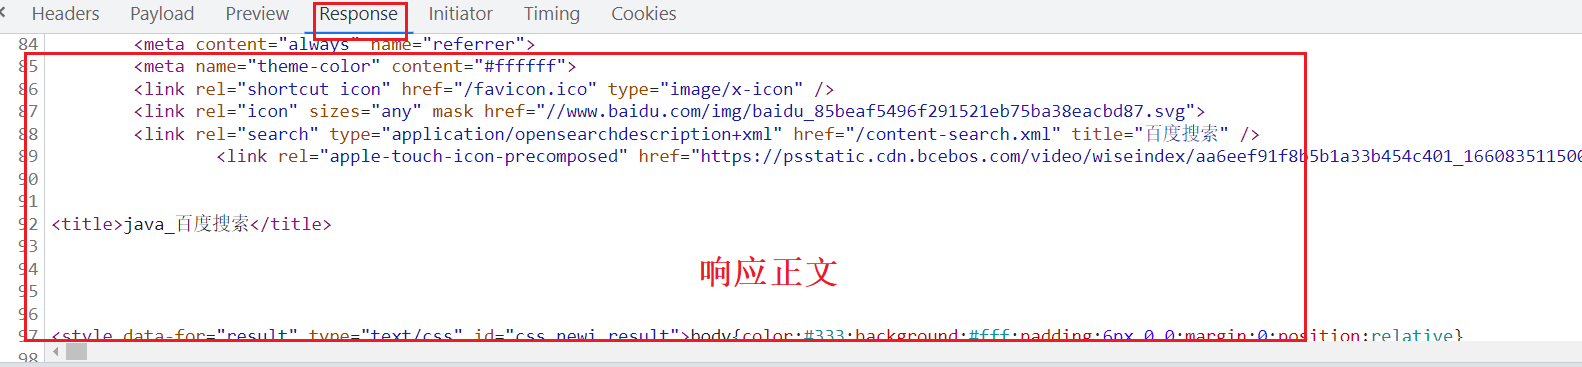 Headers Payload Preview Response Initiator Timing Cookies
84 <meta content="always" name="referrer">
85 <meta name="theme-color" content="#ffffff">
86 <link rel="shortcut icon" href="/favicon.ico" type="image/x-icon" />
87 <link rel="icon" sizes="any" mask href="//www.baidu.com/img/baidu_85beaf5496f291521eb75ba38eacbd87.svg">
88 <link rel="search" type="application/opensearchdescription+xml" href="/content-search.xml" title="百度搜索" />
89 <link rel="apple-touch-icon-precomposed" href="https://psstatic.cdn.bcebos.com/video/wiseindex/aa6eef91f8b5b1a33b454c401_166083511500
90
91
92 <title>java_百度搜索</title>
93
94 响应正文
95
96
97 <style data-for="result" type="text/css" id="css_newi_result">body{color:#333;background:#fff;padding:6px 0 0;margin:0;position:relative}
98